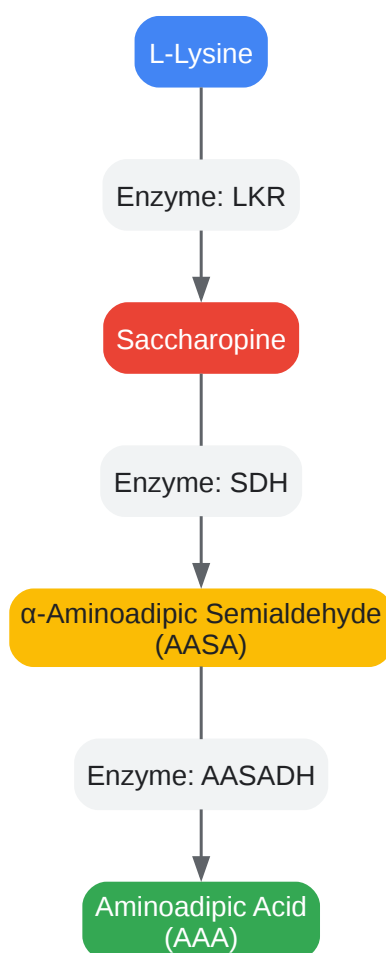 L-Lysine
Enzyme: LKR
Saccharopine
Enzyme: SDH
α-Aminoadipic Semialdehyde
(AASA)
Enzyme: AASADH
Aminoadipic Acid
(AAA)